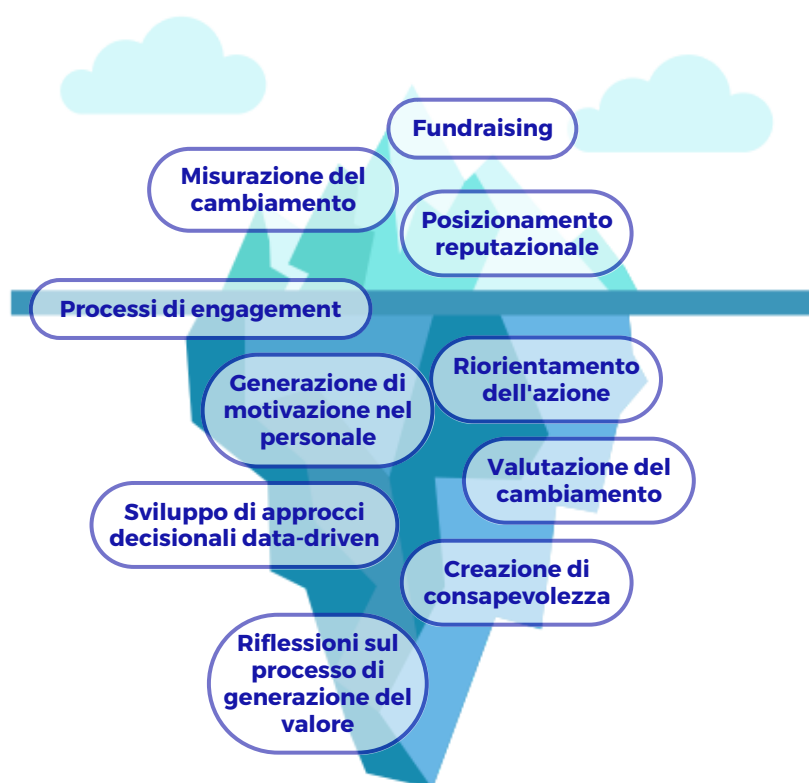 Fundraising
Misurazione del
cambiamento
Posizionamento
reputazionale
Processi di engagement
Riorientamento
dell'azione
Generazione di
motivazione nel
personale
Valutazione del
cambiamento
Sviluppo di approcci
decisionali data-driven
Creazione di
consapevolezza
Riflessioni sul
processo di
generazione del
valore